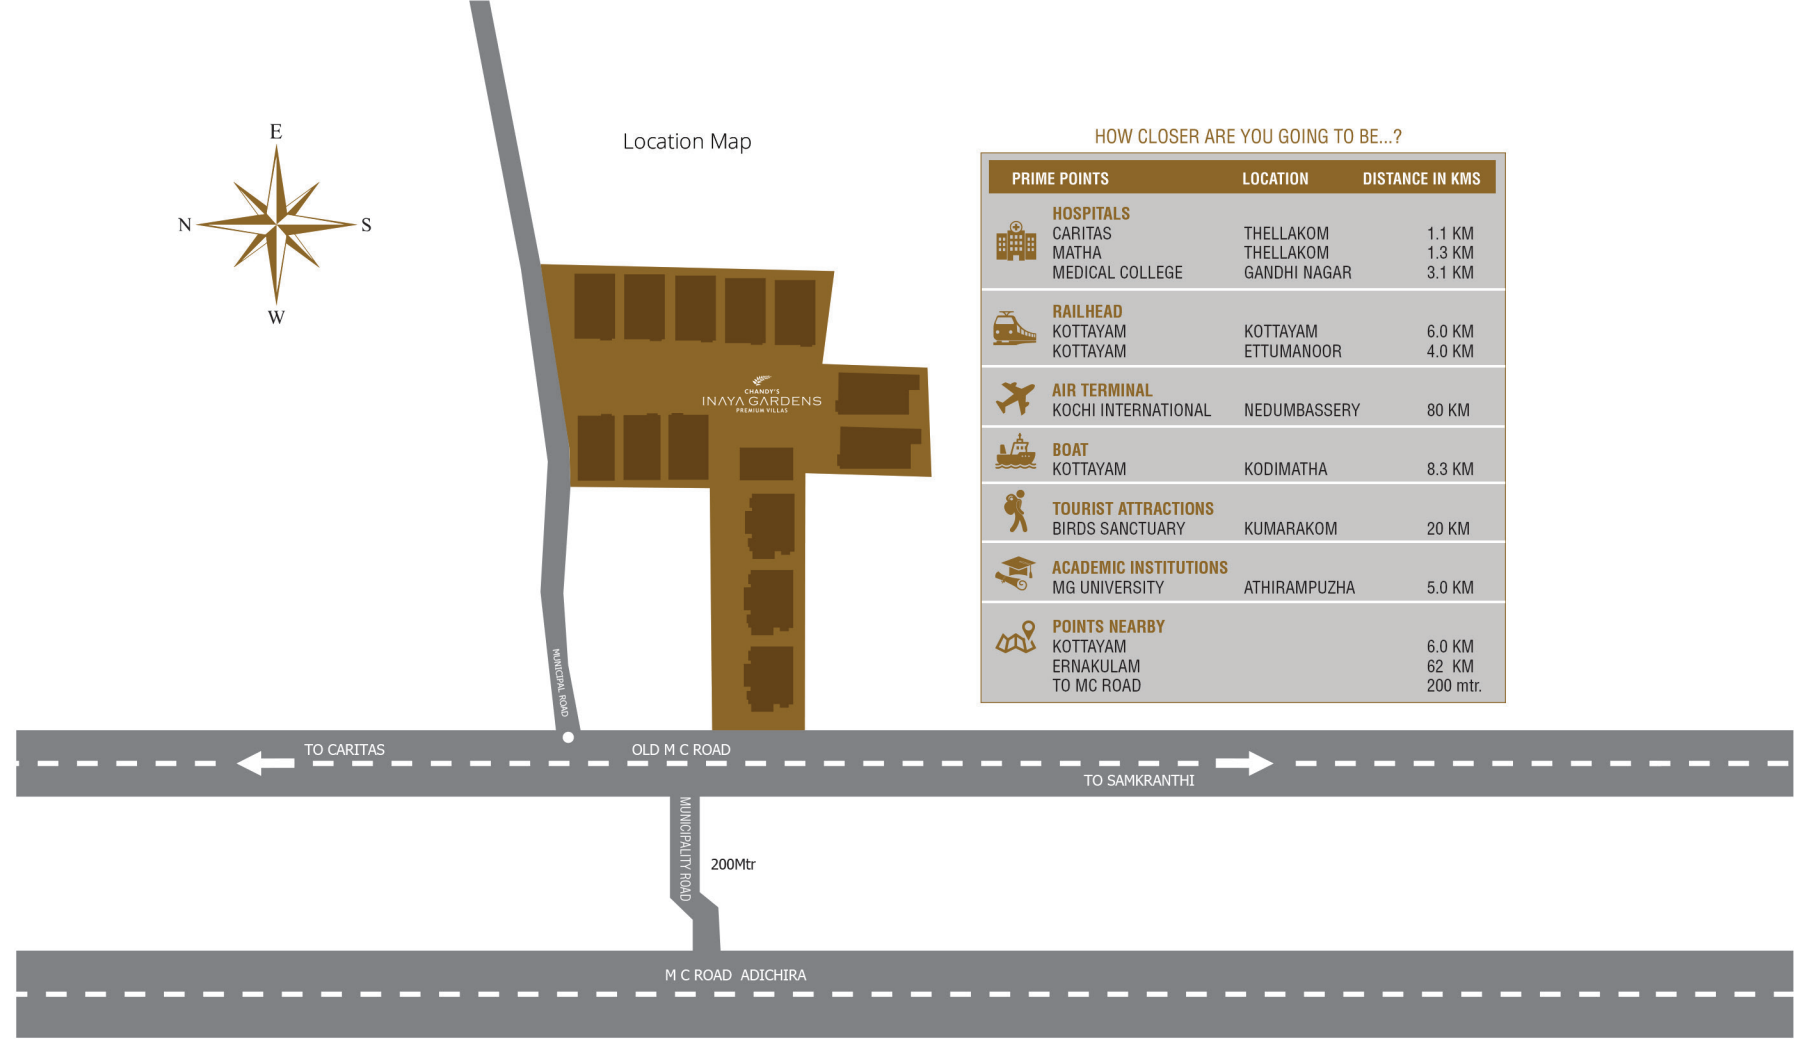 E
N
S
W
Location Map
CHANDY'S
INAYA GARDENS
PREMIUM VILLAS
HOW CLOSER ARE YOU GOING TO BE...?
PRIME POINTS LOCATION DISTANCE IN KMS
HOSPITALS
CARITAS THELLAKOM 1.1 KM
MATHA THELLAKOM 1.3 KM
MEDICAL COLLEGE GANDHI NAGAR 3.1 KM
RAILHEAD
KOTTAYAM KOTTAYAM 6.0 KM
KOTTAYAM ETTUMANOOR 4.0 KM
AIR TERMINAL
KOCHI INTERNATIONAL NEDUMBASSERY 80 KM
BOAT
KOTTAYAM KODIMATHA 8.3 KM
TOURIST ATTRACTIONS
BIRDS SANCTUARY KUMARAKOM 20 KM
ACADEMIC INSTITUTIONS
MG UNIVERSITY ATHIRAMPUZHA 5.0 KM
POINTS NEARBY
KOTTAYAM 6.0 KM
ERNAKULAM 62 KM
TO MC ROAD 200 mtr.
MUNICIPAL ROAD
TO CARITAS
OLD M C ROAD
TO SAMKRANTHI
MUNICIPALITY ROAD
200Mtr
M C ROAD ADICHIRA